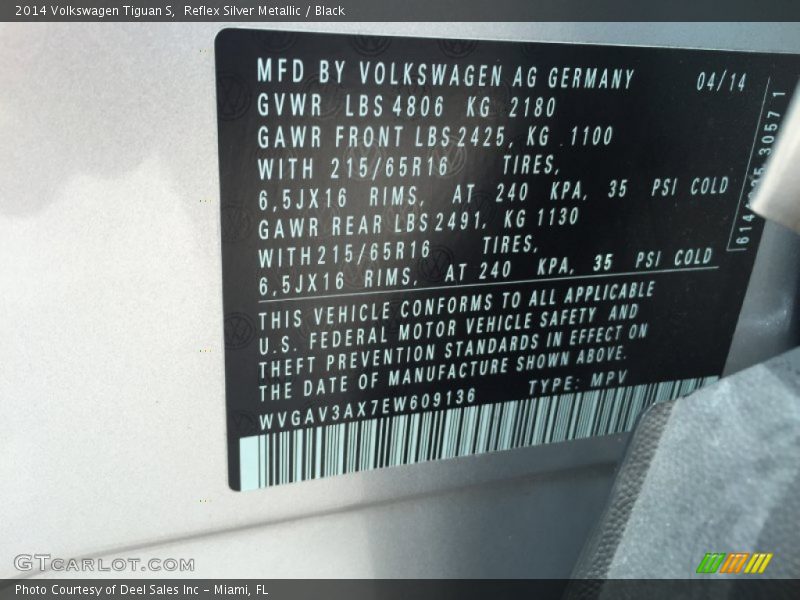 2014 Volkswagen Tiguan S,  Reflex Silver Metallic / Black
MFD BY VOLKSWAGEN AG GERMANY 04/14
GVWR LBS 4806 KG 2180
GAWR FRONT LBS 2425, KG 1100
WITH 215/65R16 TIRES,
6,5JX16 RIMS, AT 240 KPA, 35 PSI COLD
GAWR REAR LBS 2491, KG 1130
WITH 215/65R16 TIRES,
6,5JX16 RIMS, AT 240 KPA, 35 PSI COLD
THIS VEHICLE CONFORMS TO ALL APPLICABLE
U.S. FEDERAL MOTOR VEHICLE SAFETY AND
THEFT PREVENTION STANDARDS IN EFFECT ON
THE DATE OF MANUFACTURE SHOWN ABOVE.
WVGAV3AX7EW609136 TYPE: MPV
3057 1
GTCARLOT.COM
Photo Courtesy of Deel Sales Inc – Miami, FL